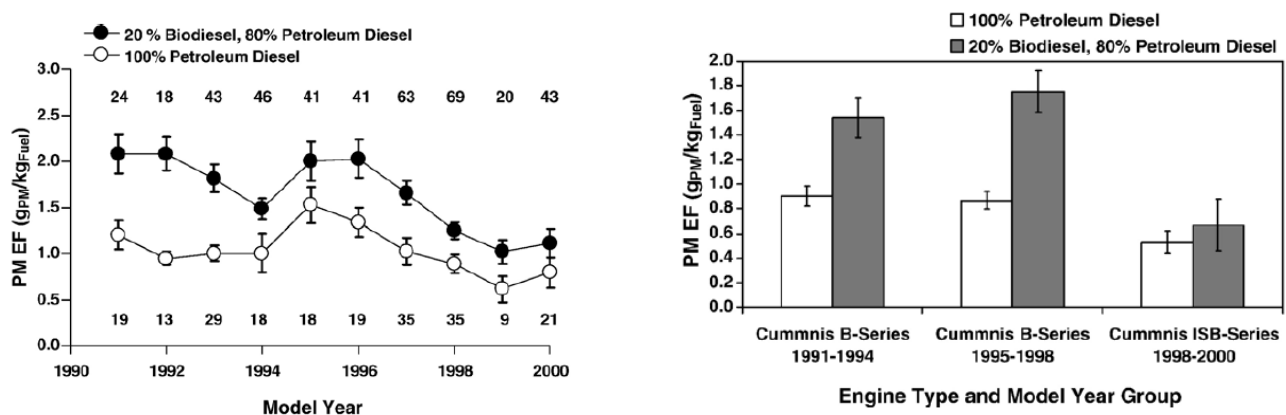 20 % Biodiesel, 80% Petroleum Diesel
100% Petroleum Diesel
3.0
2.5
2.0
1.5
1.0
0.5
0.0
PM EF (gPM/kgFuel)
24 18 43 46 41 41 63 69 20 43
19 13 29 18 18 19 35 35 9 21
1990 1992 1994 1996 1998 2000
Model Year
100% Petroleum Diesel
20% Biodiesel, 80% Petroleum Diesel
2.0
1.8
1.6
1.4
1.2
1.0
0.8
0.6
0.4
0.2
0.0
PM EF (gPM/kgFuel)
Cummnis B-Series Cummnis B-Series Cummnis ISB-Series
1991-1994 1995-1998 1998-2000
Engine Type and Model Year Group